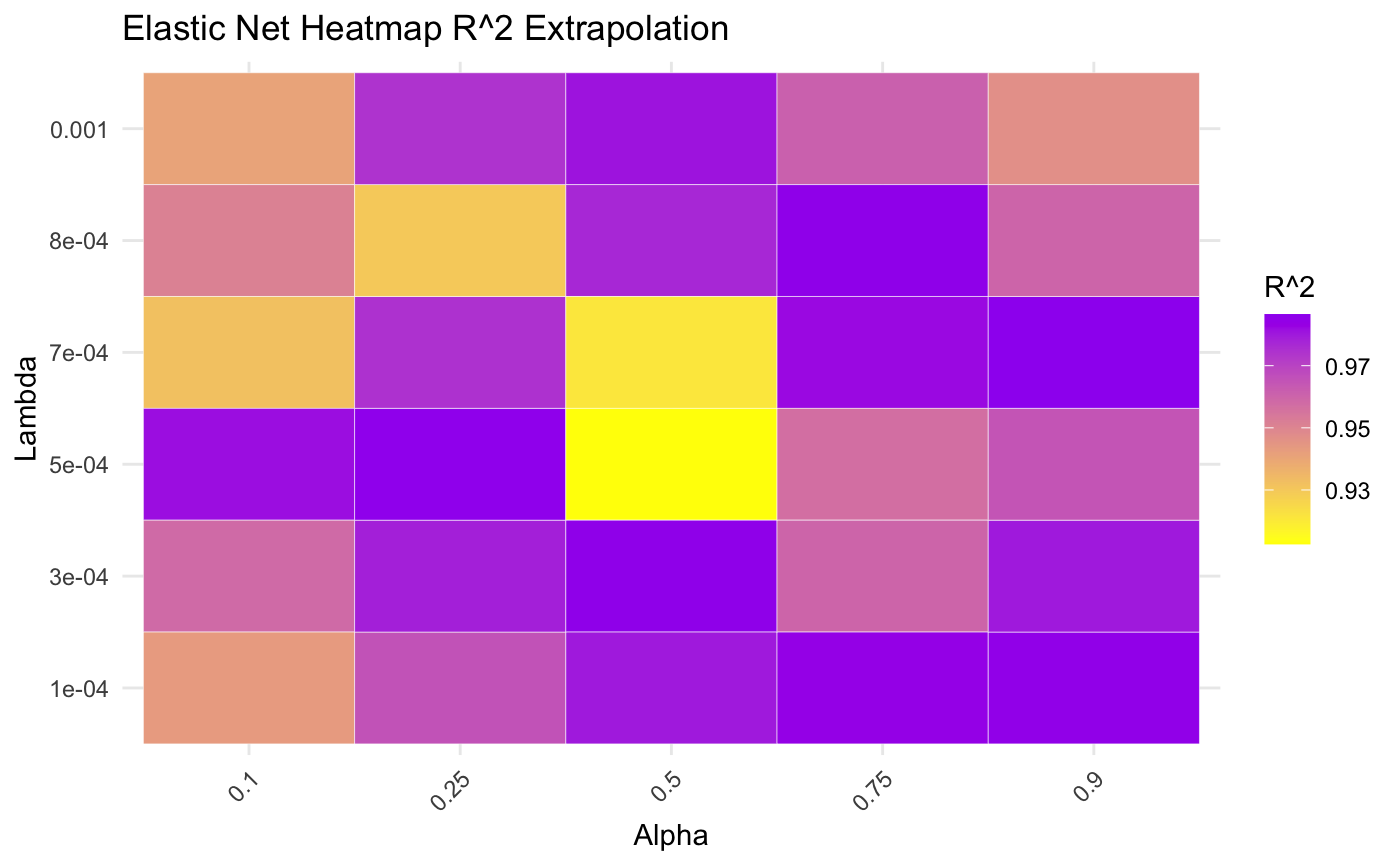 Elastic Net Heatmap R^2 Extrapolation
0.001
8e-04
7e-04
5e-04
3e-04
1e-04
Lambda
0.1
0.25
0.5
0.75
0.9
Alpha
R^2
0.97
0.95
0.93